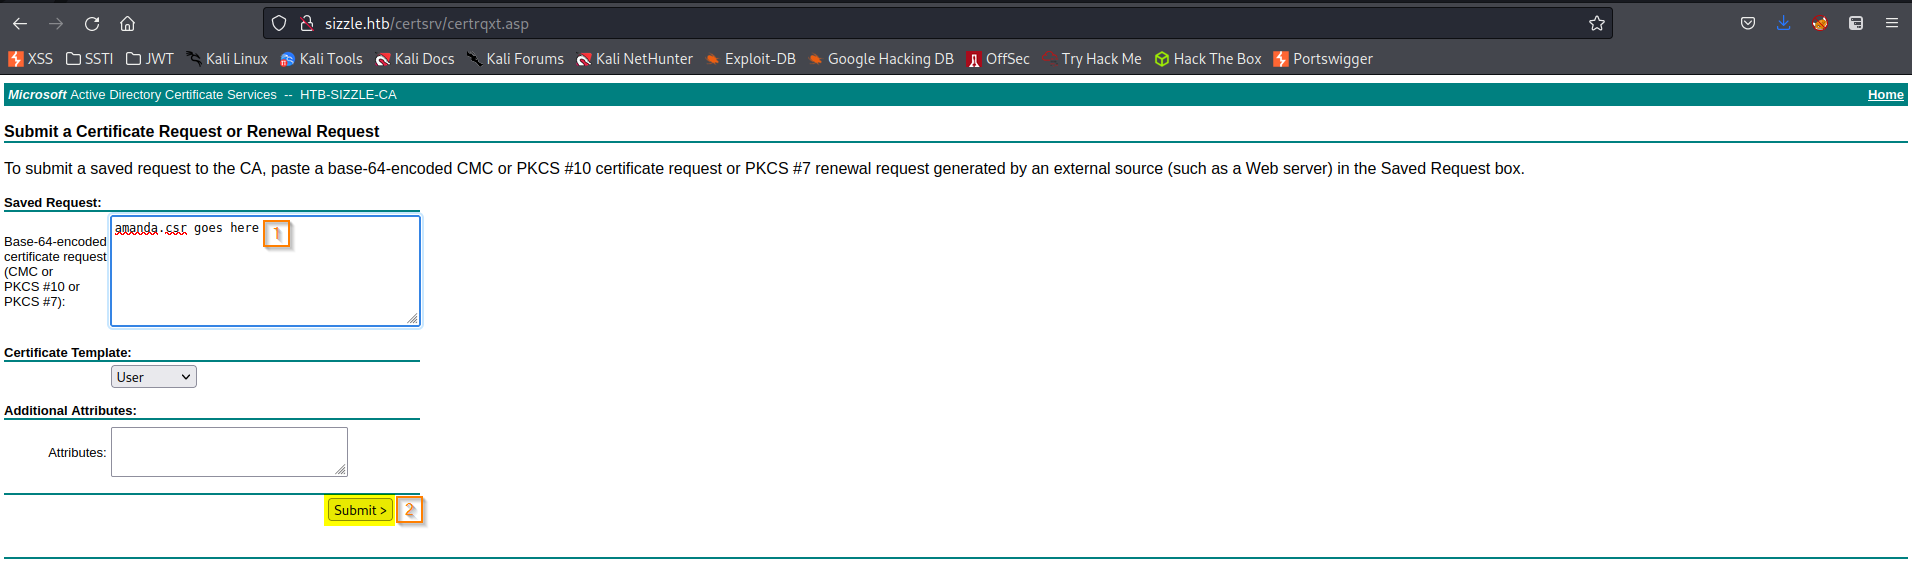 sizzle.htb/certsrv/certrqxt.asp
XSS SSTI JWT Kali Linux Kali Tools Kali Docs Kali Forums Kali NetHunter Exploit-DB Google Hacking DB OffSec Try Hack Me Hack The Box Portswigger
Microsoft Active Directory Certificate Services -- HTB-SIZZLE-CA Home
Submit a Certificate Request or Renewal Request
To submit a saved request to the CA, paste a base-64-encoded CMC or PKCS #10 certificate request or PKCS #7 renewal request generated by an external source (such as a Web server) in the Saved Request box.
Saved Request:
amanda.csr goes here 1
Base-64-encoded
certificate request
(CMC or
PKCS #10 or
PKCS #7):
Certificate Template:
User
Additional Attributes:
Attributes:
Submit > 2